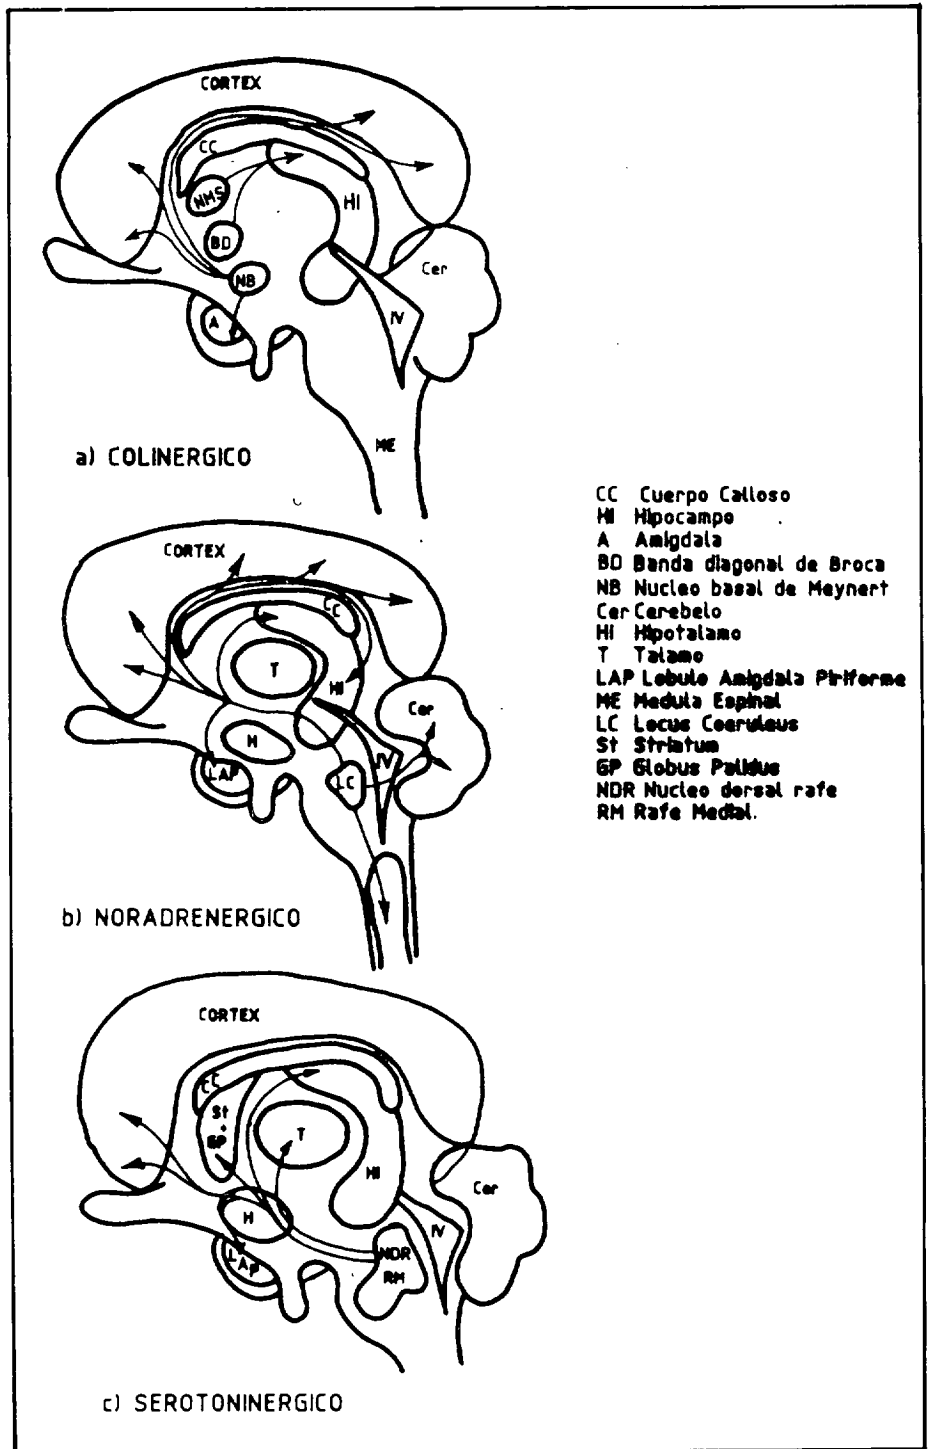 CORTEX
CC
NMS
HI
BD
NB
Cer
A
IV
ME
a) COLINERGICO
CORTEX
CC
T
HI
Cer
H
IV
LAP
LC
b) NORADRENERGICO
CORTEX
CC
St
+
GP
T
HI
Cer
H
IV
NDR
LAP
RM
c) SEROTONINERGICO
CC Cuerpo Calloso
HI Hipocampo
A Amigdala
BD Banda diagonal de Broca
NB Nucleo basal de Meynert
Cer Cerebelo
HI Hipotalamo
T Talamo
LAP Lobulo Amigdala Piriforme
ME Medula Espinal
LC Locus Coeruleus
St Striatum
GP Globus Palidus
NDR Nucleo dorsal rafe
RM Rafe Medial.